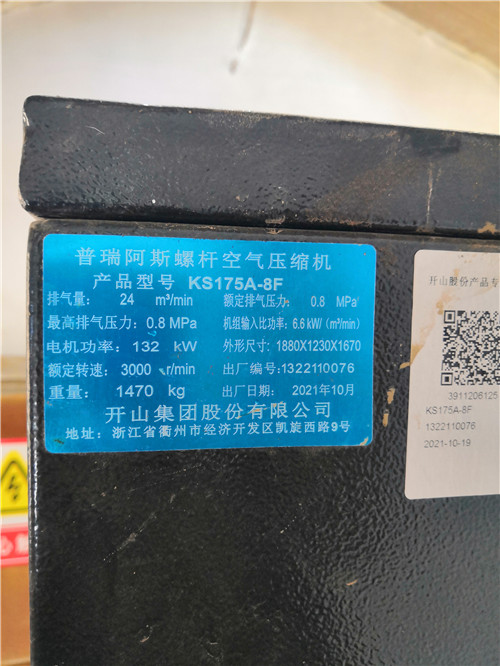 普瑞阿斯螺杆空气压缩机
产品型号 KS175A-8F
排气量: 24 m³/min 额定排气压力: 0.8 MPa
最高排气压力: 0.8 MPa 机组输入比功率: 6.6 kW/(m³/min)
电机功率: 132 kW 外形尺寸: 1880X1230X1670
额定转速: 3000 r/min 出厂编号: 1322110076
重量: 1470 kg 出厂日期: 2021年10月
开山集团股份有限公司
地址: 浙江省衢州市经济开发区凯旋西路9号
开山股份产品专
3911206125
KS175A-8F
1322110076
2021-10-19
心